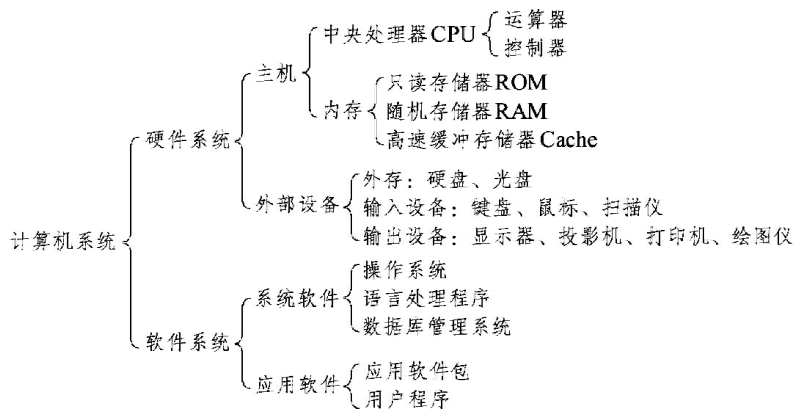 中央处理器CPU
运算器
控制器
主机
只读存储器ROM
内存
随机存储器RAM
高速缓冲存储器Cache
硬件系统
外存：硬盘、光盘
外部设备
输入设备：键盘、鼠标、扫描仪
输出设备：显示器、投影机、打印机、绘图仪
计算机系统
操作系统
系统软件
语言处理程序
数据库管理系统
软件系统
应用软件包
应用软件
用户程序